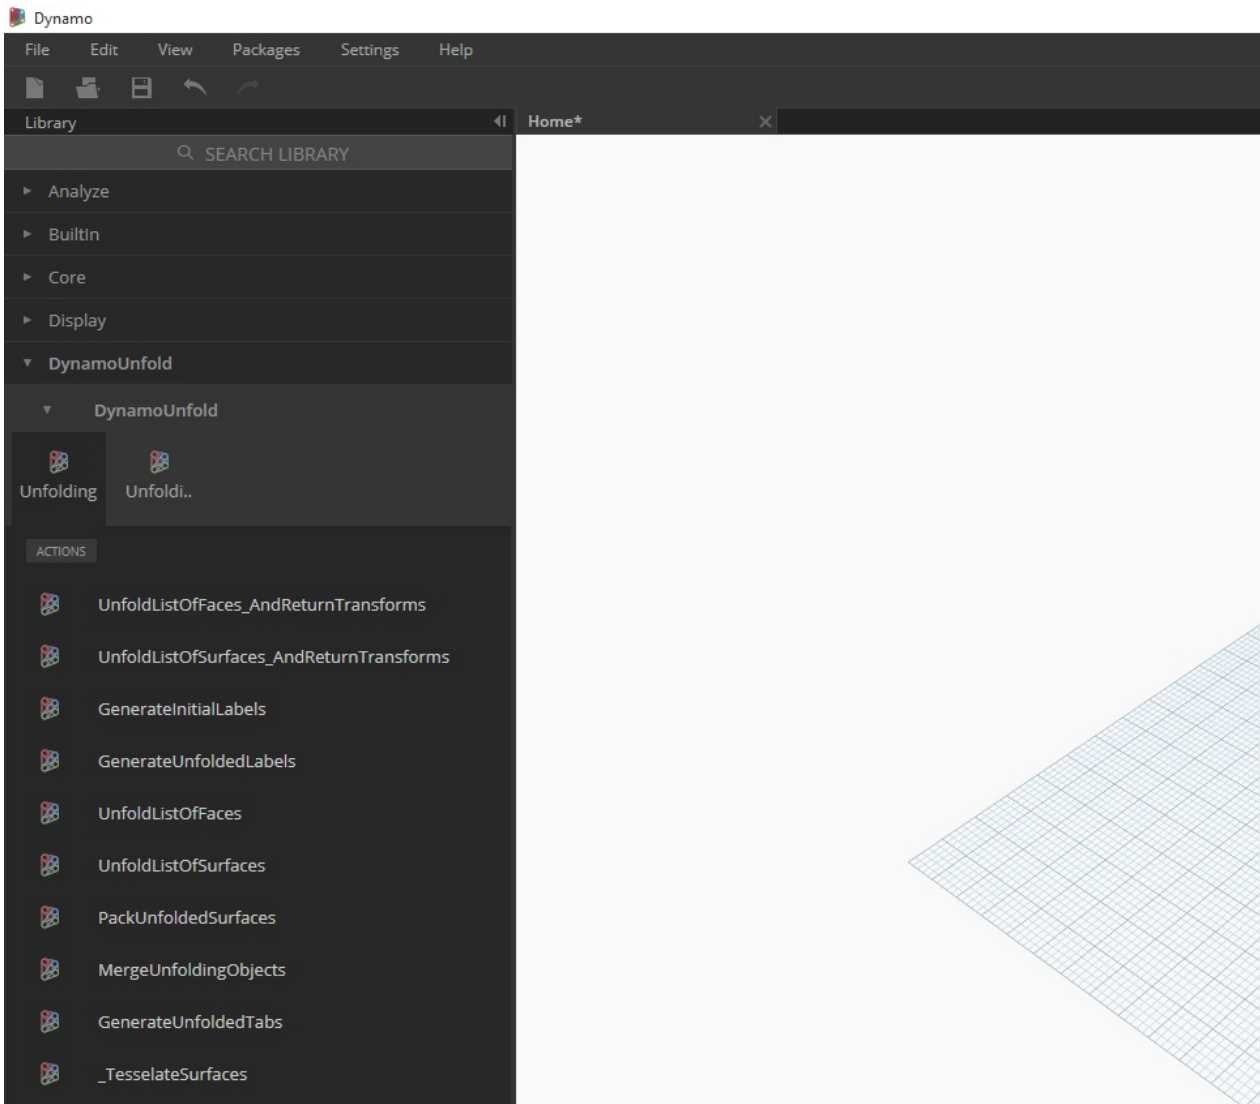 Dynamo
File Edit View Packages Settings Help
Library
Home*
SEARCH LIBRARY
Analyze
BuiltIn
Core
Display
DynamoUnfold
DynamoUnfold
Unfolding Unfoldi..
ACTIONS
UnfoldListOfFaces_AndReturnTransforms
UnfoldListOfSurfaces_AndReturnTransforms
GenerateInitialLabels
GenerateUnfoldedLabels
UnfoldListOfFaces
UnfoldListOfSurfaces
PackUnfoldedSurfaces
MergeUnfoldingObjects
GenerateUnfoldedTabs
_TesselateSurfaces